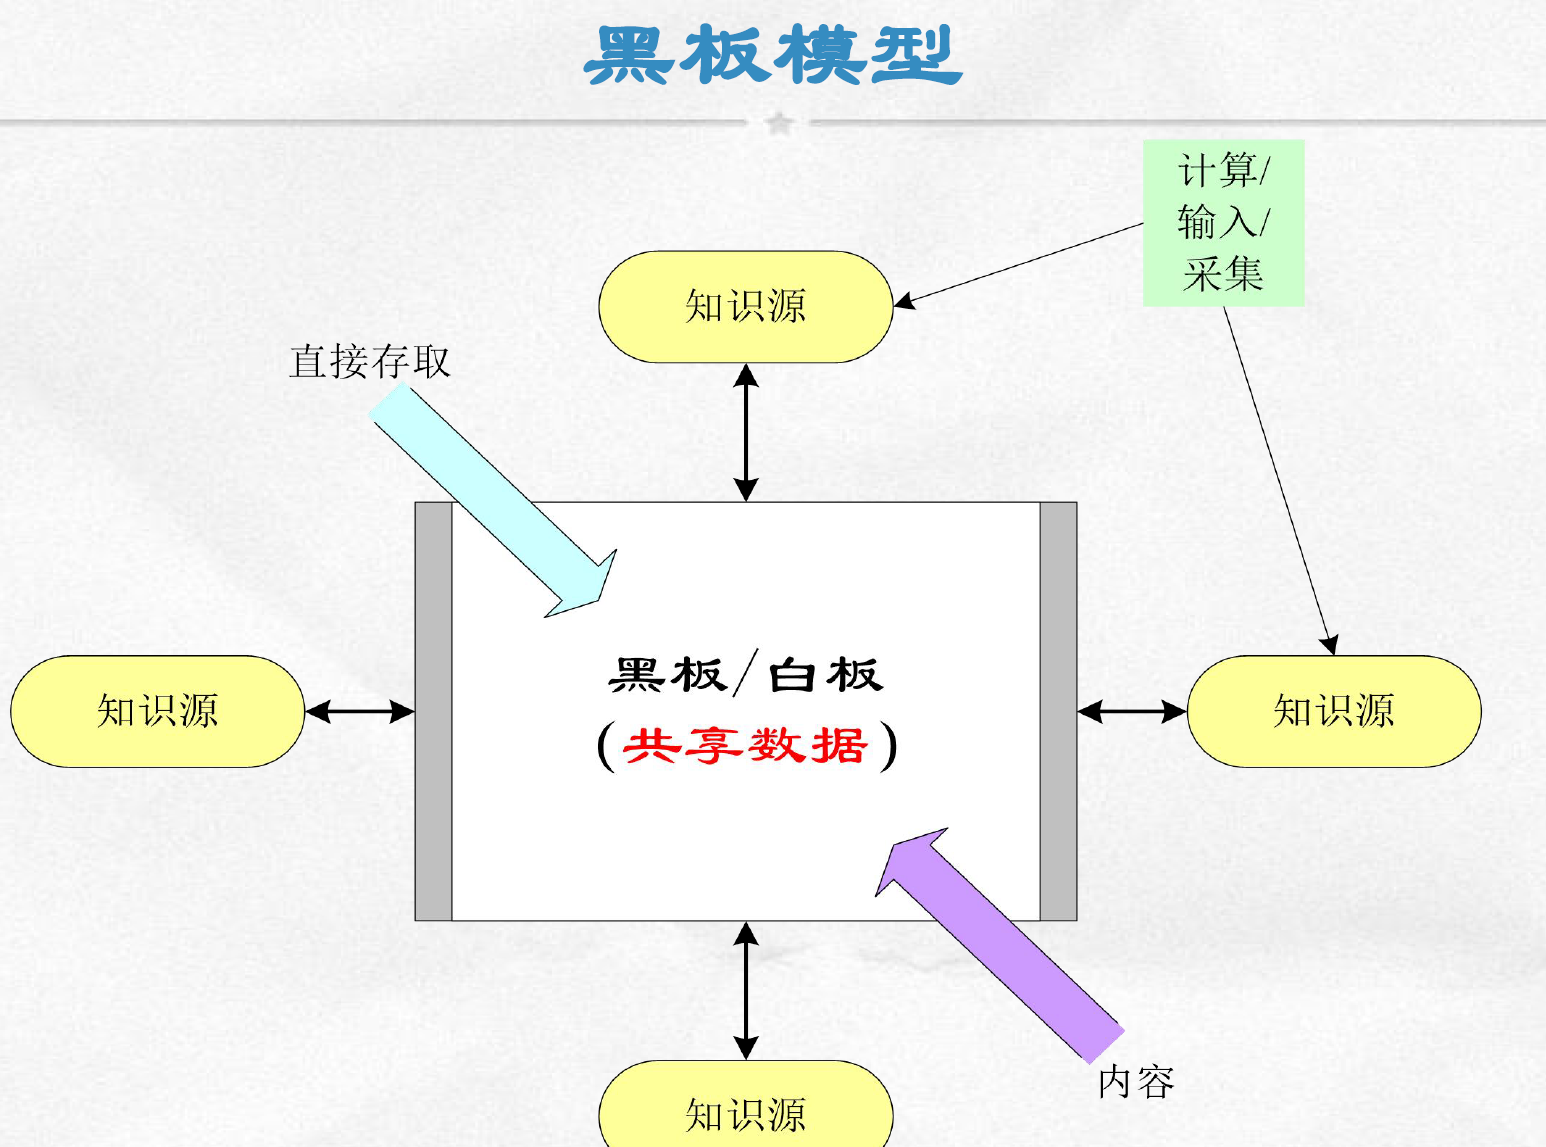 黑板模型
计算/
输入/
采集
知识源
直接存取
黑板/白板
(共享数据)
知识源
知识源
内容
知识源